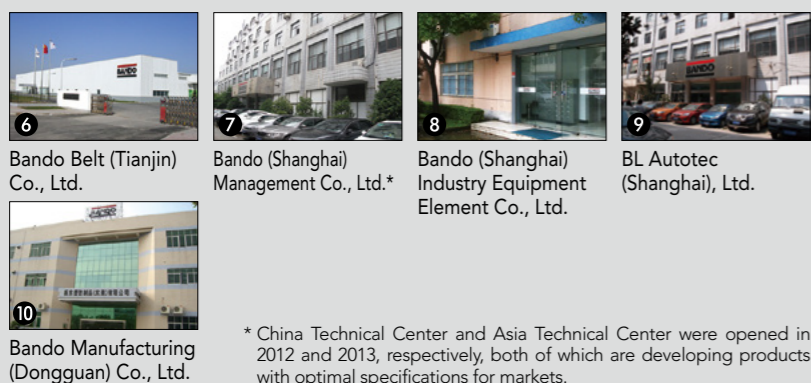 6
Bando Belt (Tianjin)
Co., Ltd.
7
Bando (Shanghai)
Management Co., Ltd.*
8
Bando (Shanghai)
Industry Equipment
Element Co., Ltd.
BANDO
9
BL Autotec
(Shanghai), Ltd.
10
Bando Manufacturing
(Dongguan) Co., Ltd.
* China Technical Center and Asia Technical Center were opened in
2012 and 2013, respectively, both of which are developing products
with optimal specifications for markets.